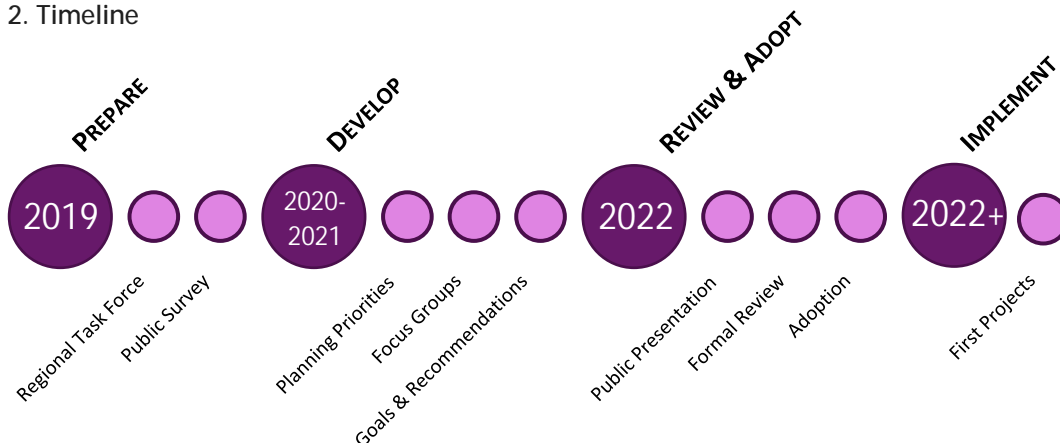 2. Timeline
PREPARE
2019
Regional Task Force
Public Survey
DEVELOP
2020-
2021
Planning Priorities
Focus Groups
Goals & Recommendations
REVIEW & ADOPT
2022
Public Presentation
Formal Review
Adoption
IMPLEMENT
2022+
First Projects